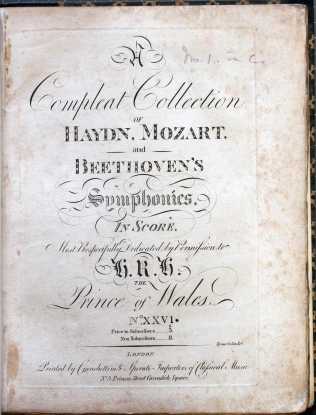 A
Compleat Collection
OF
HAYDN, MOZART,
and
BEETHOVEN'S
Symphonies,
IN SCORE,
Most Respectfully Dedicated, by Permission, to
H.R.H.
THE
Prince of Wales.
No. XXVI.
Price to Subscribers 5
Non Subscribers 8
LONDON
Printed by Cianchettini & Sperati Importers of Classical Music
No. 5 Princes Street Cavendish Square